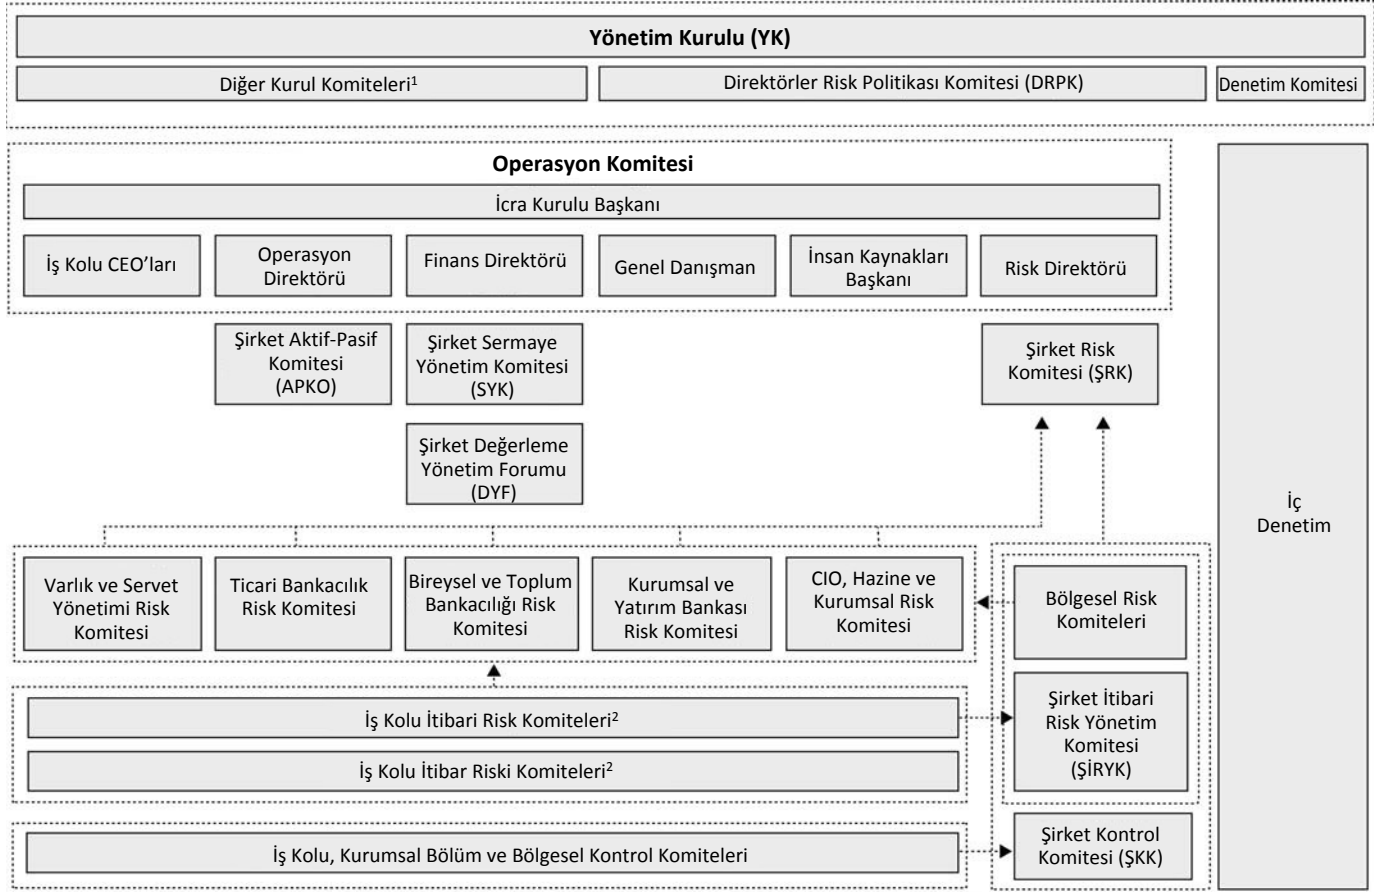 Yönetim Kurulu (YK)
Diğer Kurul Komiteleri¹
Direktörler Risk Politikası Komitesi (DRPK)
Denetim Komitesi
Operasyon Komitesi
İcra Kurulu Başkanı
İş Kolu CEO’ları
Operasyon
Direktörü
Finans Direktörü
Genel Danışman
İnsan Kaynakları
Başkanı
Risk Direktörü
Şirket Aktif-Pasif
Komitesi
(APKO)
Şirket Sermaye
Yönetim Komitesi
(SYK)
Şirket Risk
Komitesi (ŞRK)
Şirket Değerleme
Yönetim Forumu
(DYF)
İç
Denetim
Varlık ve Servet
Yönetimi Risk
Komitesi
Ticari Bankacılık
Risk Komitesi
Bireysel ve Toplum
Bankacılığı Risk
Komitesi
Kurumsal ve
Yatırım Bankası
Risk Komitesi
CIO, Hazine ve
Kurumsal Risk
Komitesi
Bölgesel Risk
Komiteleri
İş Kolu İtibari Risk Komiteleri²
İş Kolu İtibar Riski Komiteleri²
Şirket İtibari
Risk Yönetim
Komitesi
(ŞİRYK)
İş Kolu, Kurumsal Bölüm ve Bölgesel Kontrol Komiteleri
Şirket Kontrol
Komitesi (ŞKK)